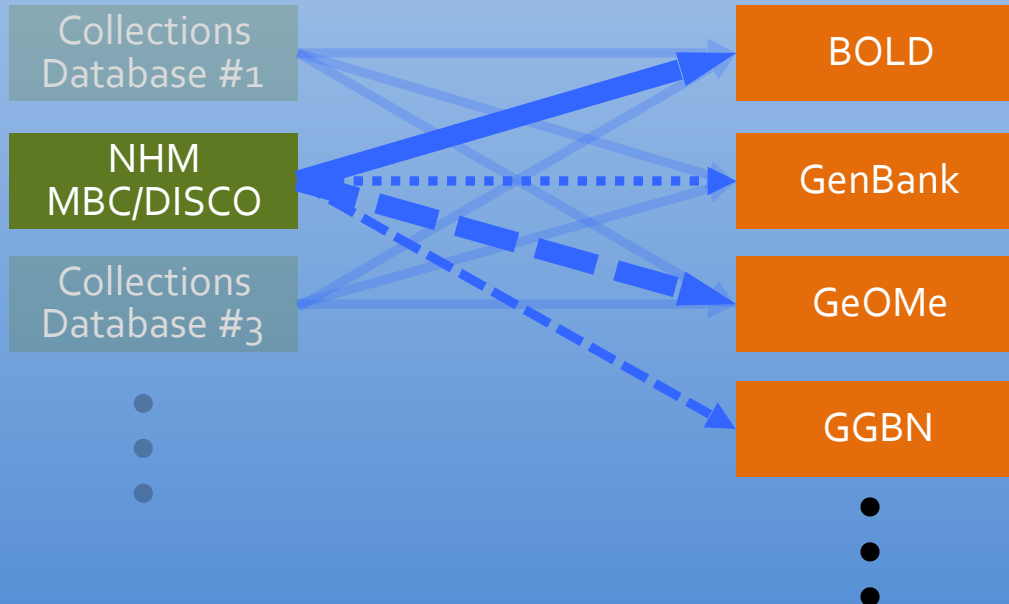 Collections
Database #1
NHM
MBC/DISCO
Collections
Database #3
BOLD
GenBank
GeOMe
GGBN